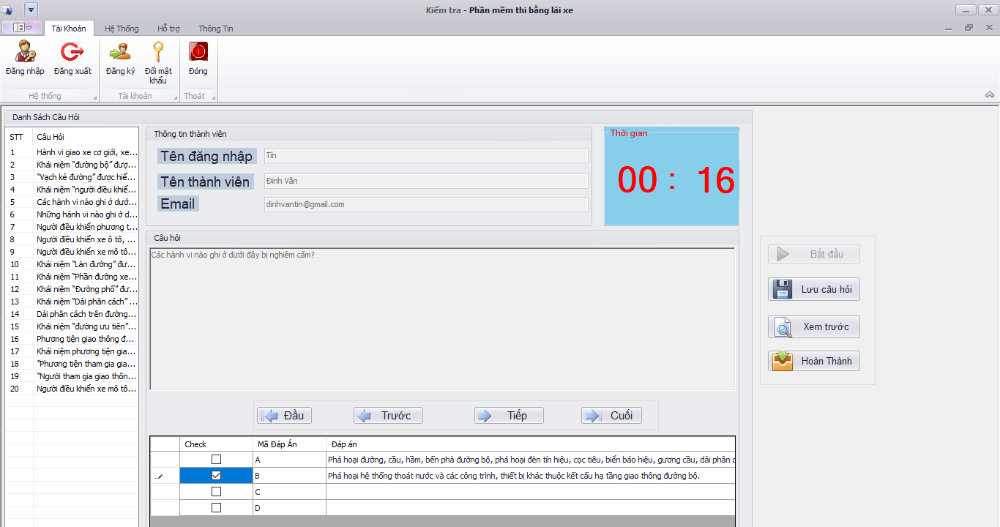 Kiểm tra - Phần mềm thi bằng lái xe
Tài Khoản Hệ Thống Hỗ trợ Thông Tin
Đăng nhập Đăng xuất Đăng ký Đổi mật khẩu Đóng
Hệ thống Tài khoản Thoát
Danh Sách Câu Hỏi
STT Câu Hỏi
1 Hành vi giao xe cơ giới, xe...
2 Khái niệm "đường bộ" đượ...
3 "Vạch kẻ đường" được hiể...
4 Khái niệm "người điều khiể...
5 Các hành vi nào ghi ở dướ...
6 Những hành vi nào ghi ở d...
7 Người điều khiển phương t...
8 Người điều khiển xe ô tô, ...
9 Người điều khiển xe mô tô...
10 Khái niệm "Làn đường" đư...
11 Khái niệm "Phần đường xe...
12 Khái niệm "Đường phố" đư...
13 Khái niệm "Dải phân cách" ...
14 Dải phân cách trên đường...
15 Khái niệm "đường ưu tiên"...
16 Phương tiện giao thông đ...
17 Khái niệm phương tiện gia...
18 "Phương tiện tham gia gia...
19 "Người tham gia giao thôn...
20 Người điều khiển xe mô tô...
Thông tin thành viên
Tên đăng nhập Tín
Tên thành viên Đinh Văn
Email dinhvantin@gmail.com
Thời gian
00 : 16
Câu hỏi
Các hành vi nào ghi ở dưới đây bị nghiêm cấm?
Đầu Trước Tiếp Cuối
Check Mã Đáp Án Đáp án
A Phá hoại đường, cầu, hầm, bến phà đường bộ, phá hoại đèn tín hiệu, cọc tiêu, biển báo hiệu, gương cầu, dải phân c
B Phá hoại hệ thống thoát nước và các công trình, thiết bị khác thuộc kết cấu hạ tầng giao thông đường bộ.
C
D
Bắt đầu
Lưu câu hỏi
Xem trước
Hoàn Thành